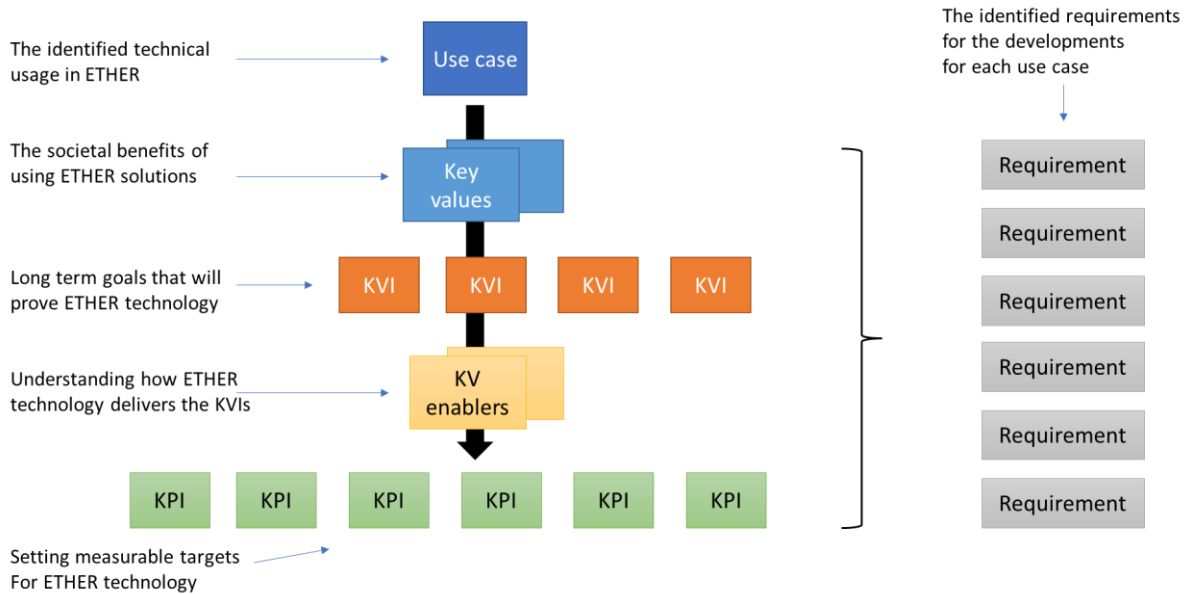 The identified technical
usage in ETHER
Use case
The societal benefits of
using ETHER solutions
Key
values
Long term goals that will
prove ETHER technology
KVI
KVI
KVI
KVI
Understanding how ETHER
technology delivers the KVIs
KV
enablers
KPI
KPI
KPI
KPI
KPI
KPI
Setting measurable targets
For ETHER technology
The identified requirements
for the developments
for each use case
Requirement
Requirement
Requirement
Requirement
Requirement
Requirement